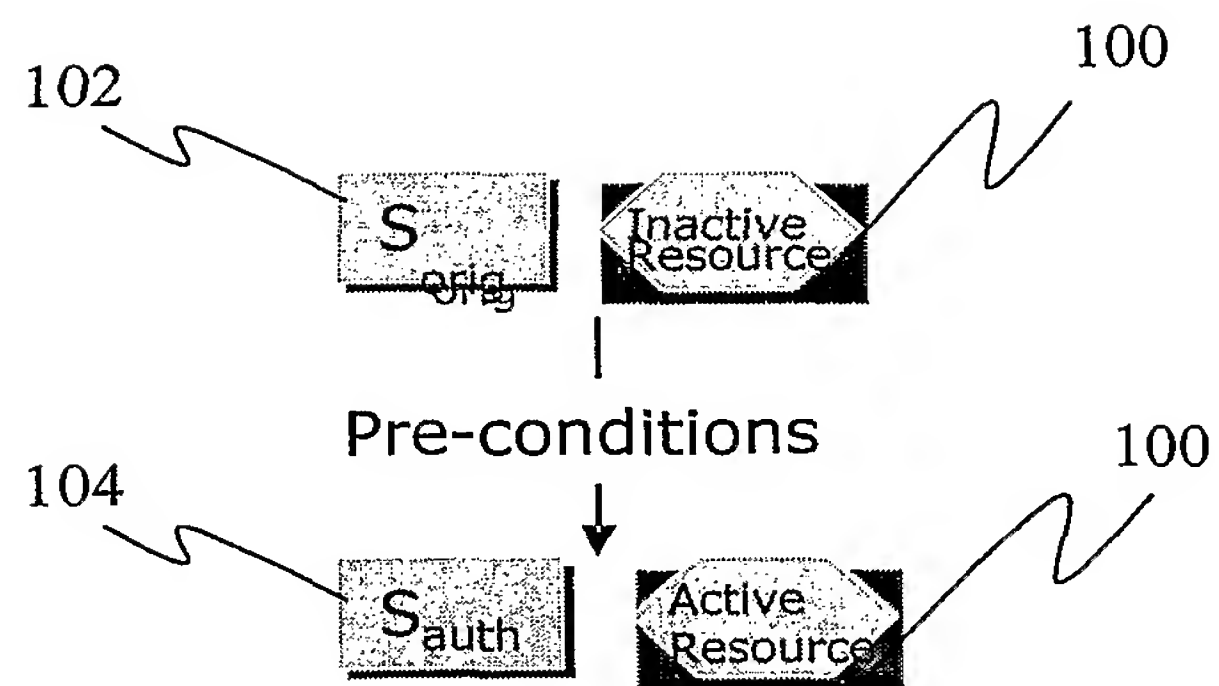 100
102
S orig
Inactive
Resource
Pre-conditions
104
100
S auth
Active
Resource